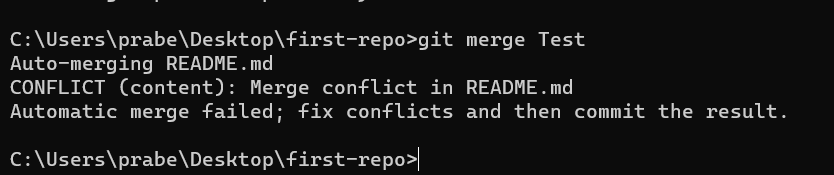 C:\Users\prabe\Desktop\first-repo>git merge Test
Auto-merging README.md
CONFLICT (content): Merge conflict in README.md
Automatic merge failed; fix conflicts and then commit the result.
C:\Users\prabe\Desktop\first-repo>